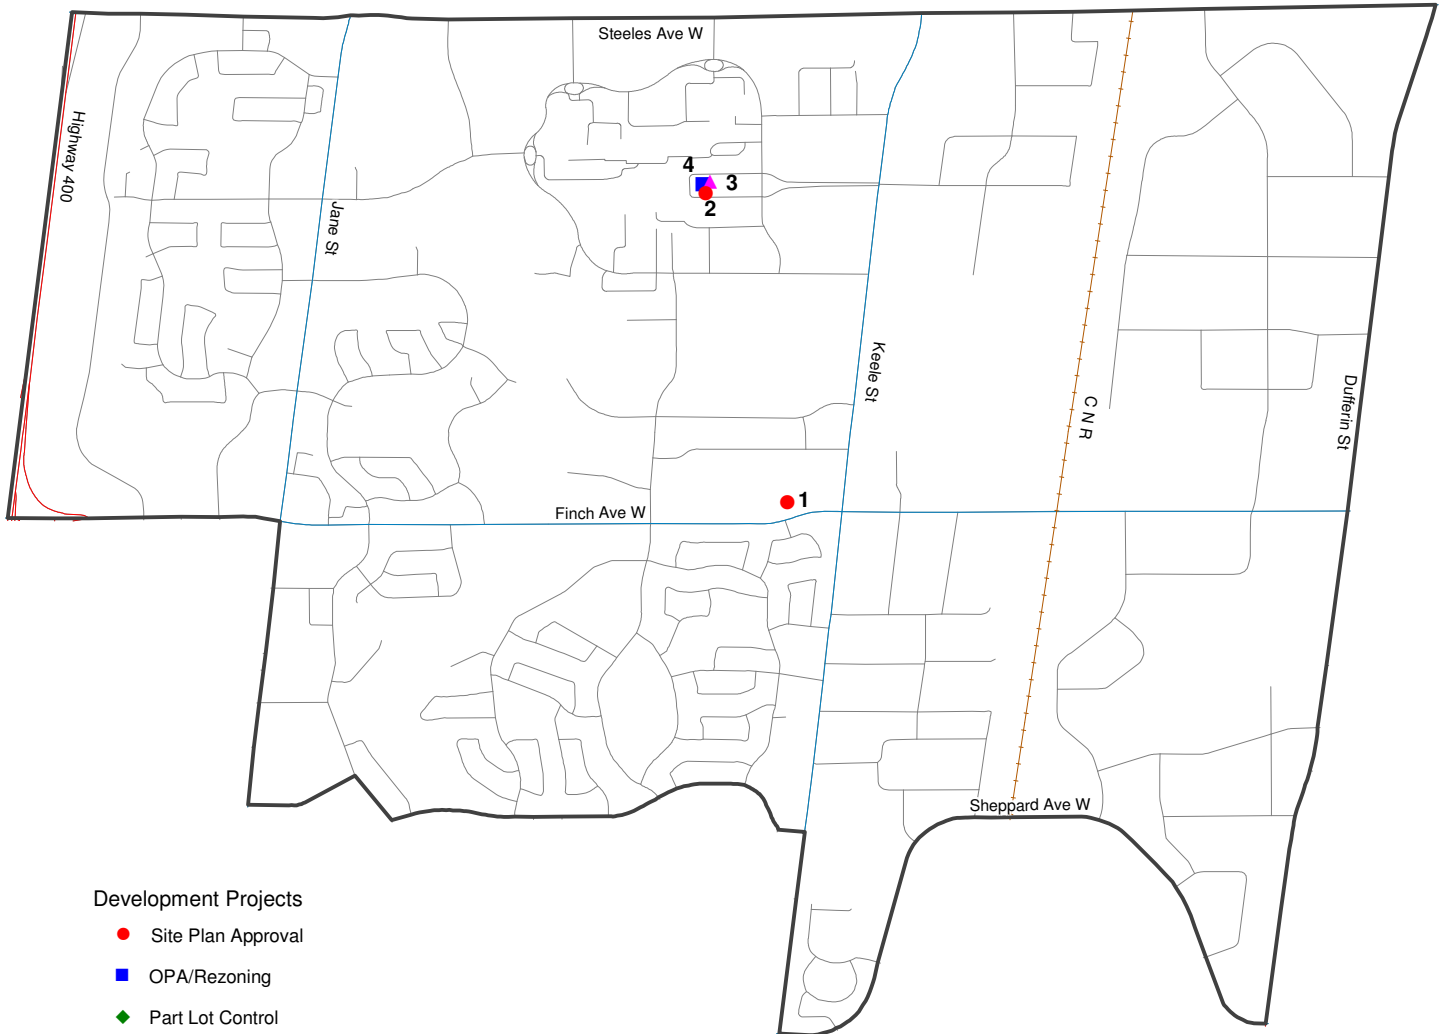 Steeles Ave W
Highway 400
4
3
2
Jane St
Keele St
Dufferin St
C N R
1
Finch Ave W
Sheppard Ave W
Development Projects
Site Plan Approval
OPA/Rezoning
Part Lot Control